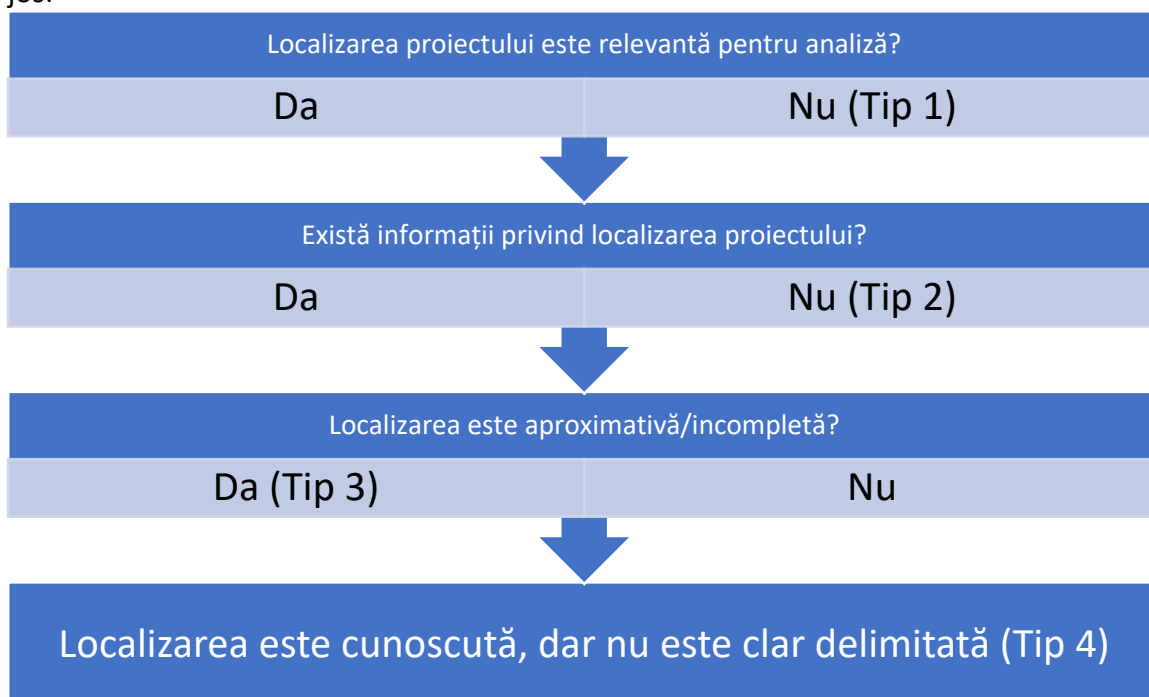 jos:
Localizarea proiectului este relevantă pentru analiză?
Da
Nu (Tip 1)
Există informații privind localizarea proiectului?
Da
Nu (Tip 2)
Localizarea este aproximativă/incompletă?
Da (Tip 3)
Nu
Localizarea este cunoscută, dar nu este clar delimitată (Tip 4)